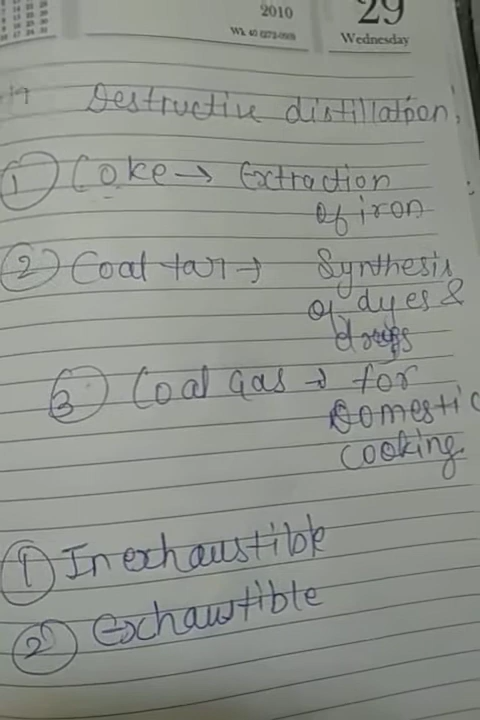 2010
29
Wednesday
Destructive distillation,
① Coke → Extraction
of iron
② Coal tar → Synthesis
of dyes &
drugs
③ Coal Gas → for
Domestic
Cooking.
① Inexhaustible
② Exhaustible